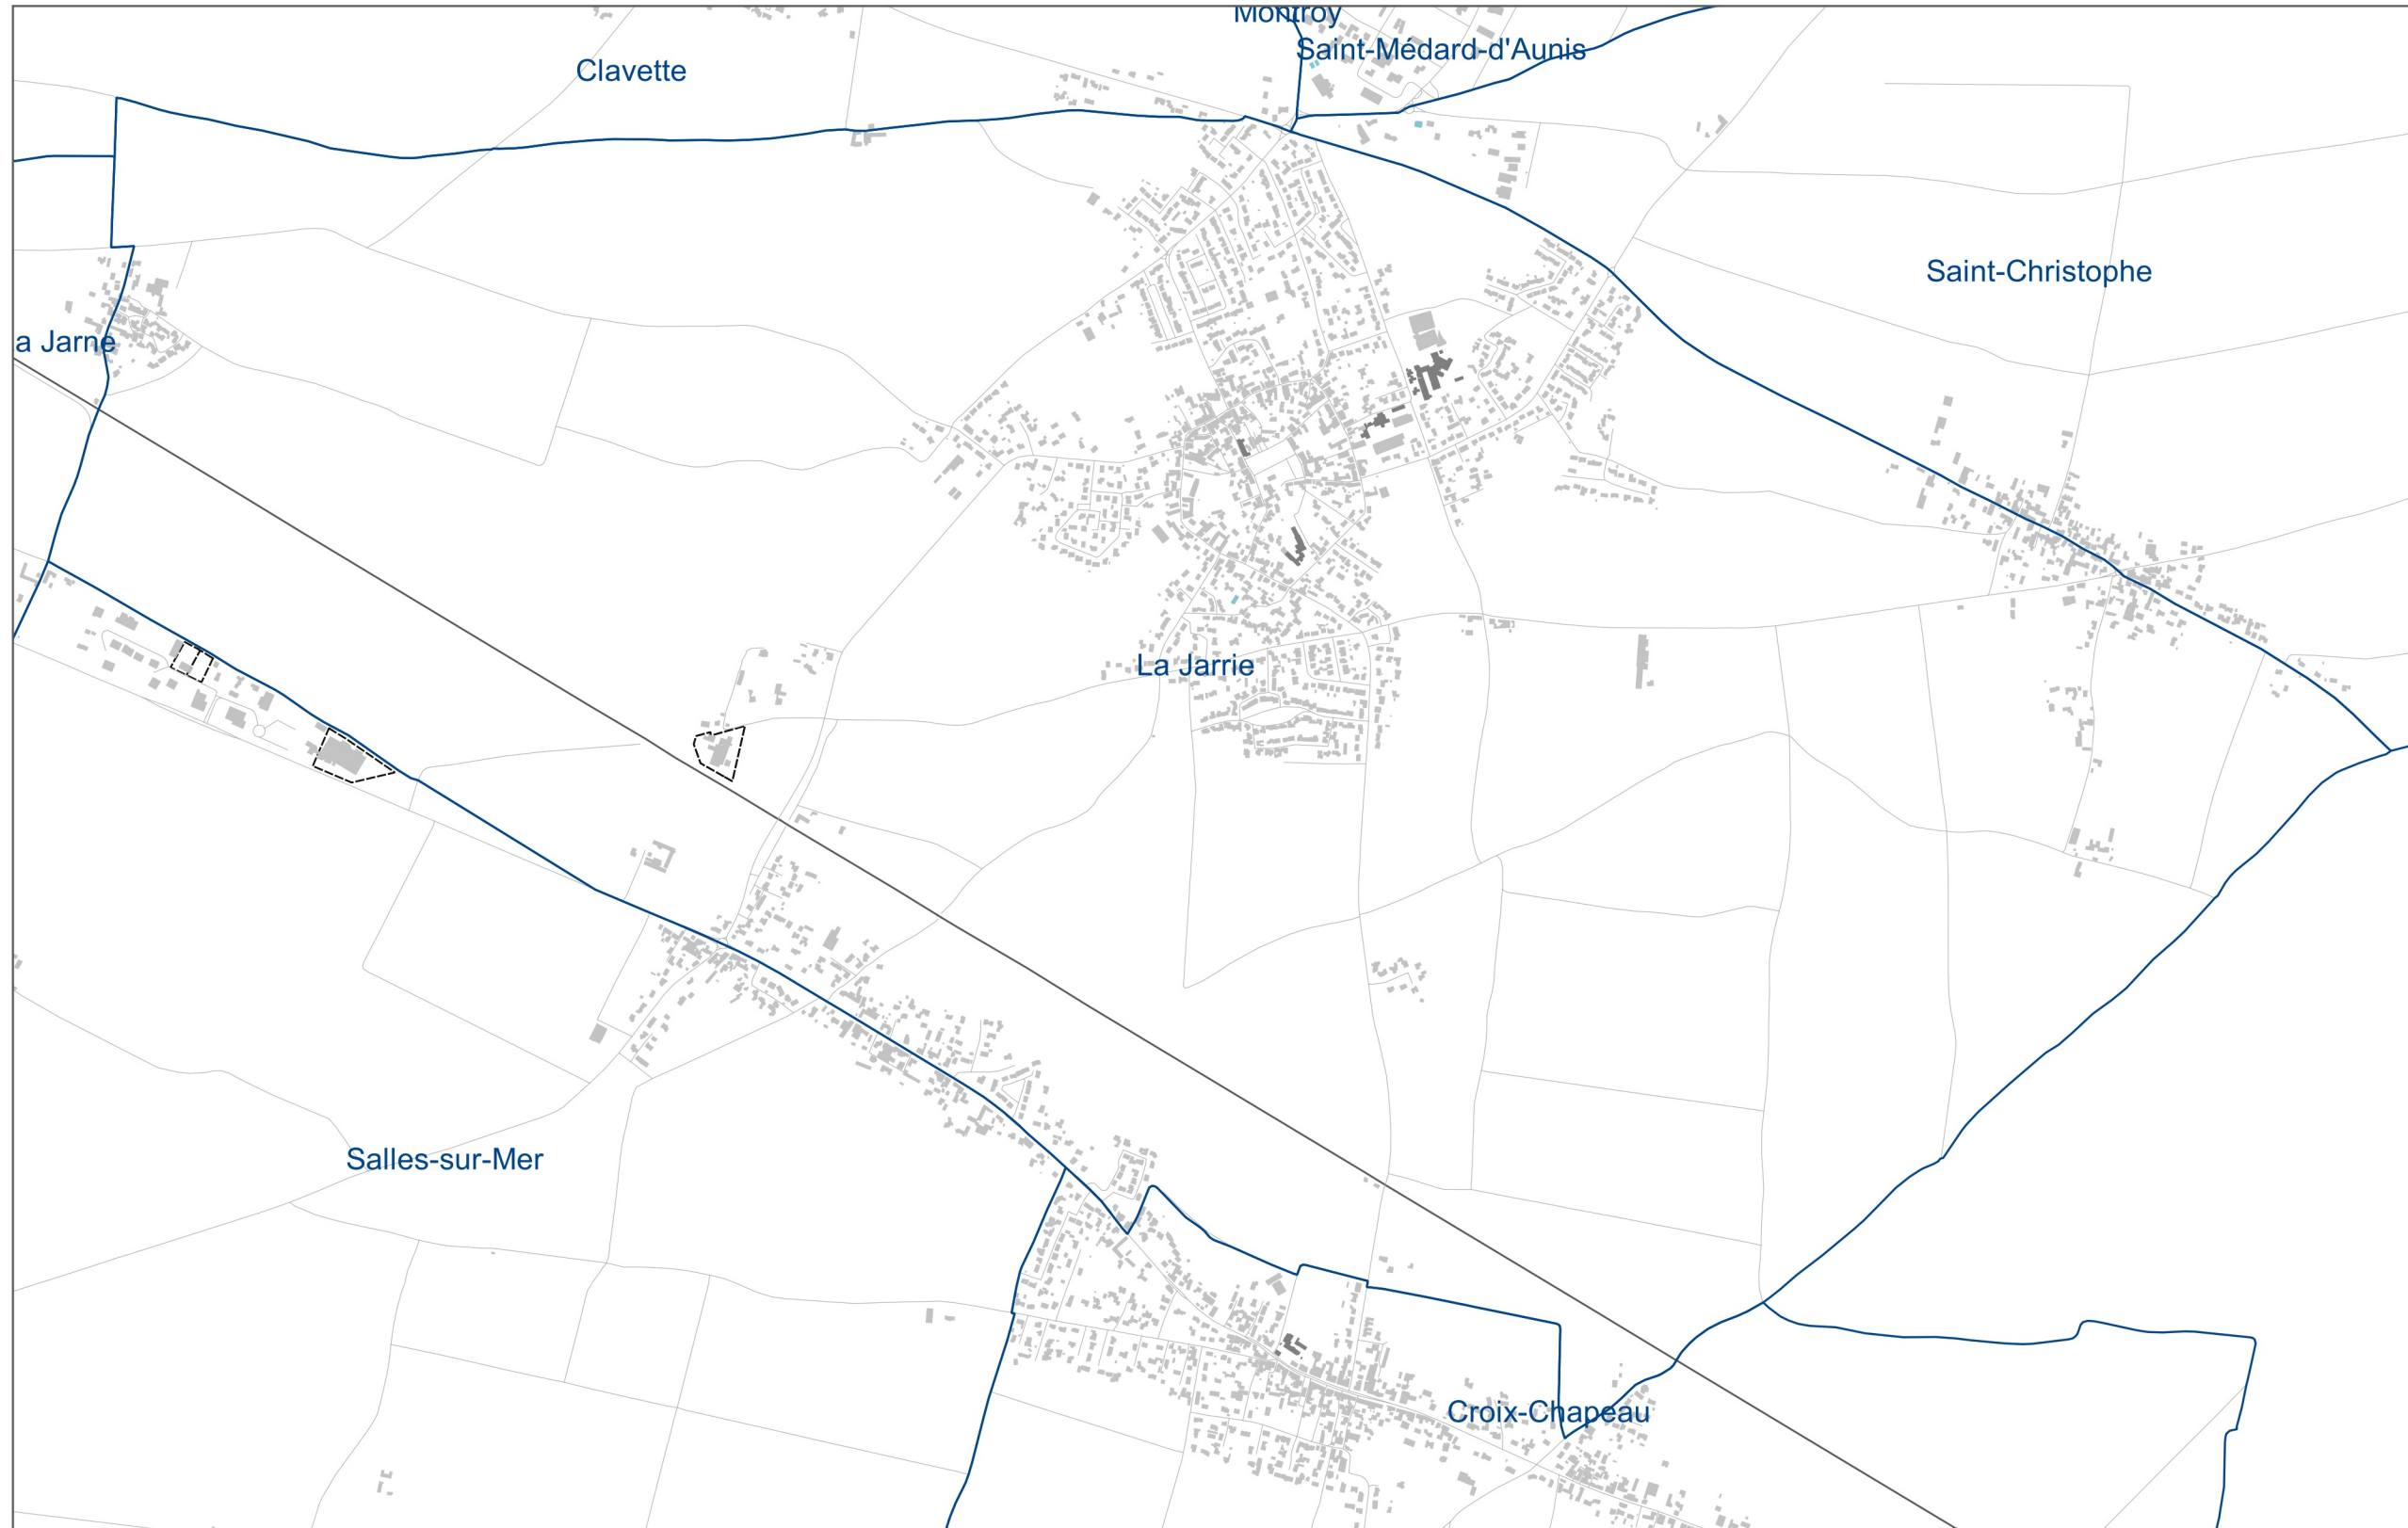 Montroy
Saint-Médard-d'Aunis
Clavette
Saint-Christophe
a Jarne
La Jarrie
Salles-sur-Mer
Croix-Chapeau